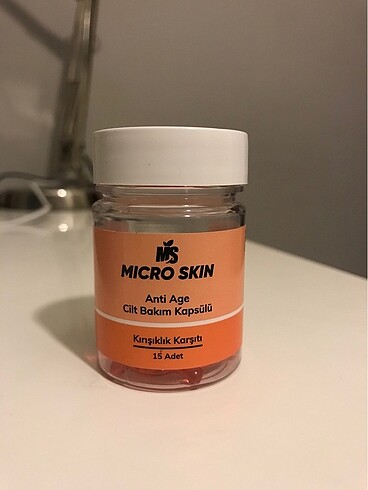 MS
MICRO SKIN
Anti Age
Cilt Bakım Kapsülü
Kırışıklık Karşıtı
15 Adet